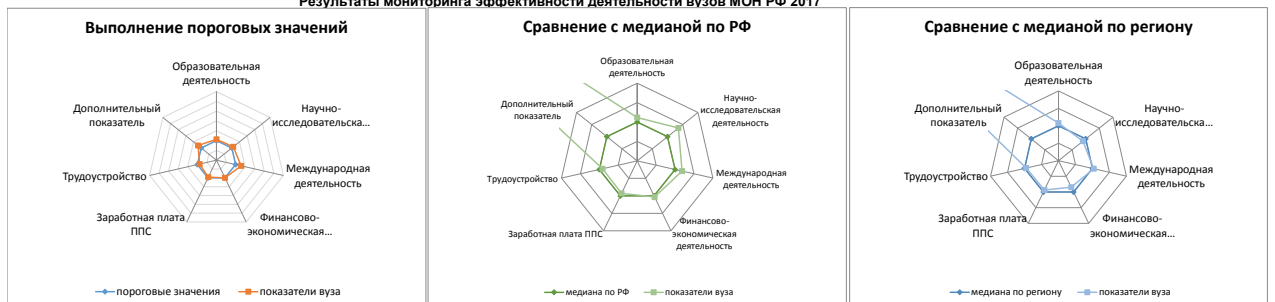 Результаты мониторинга эффективности деятельности вузов МОН РФ 2017
Выполнение пороговых значений
Образовательная
деятельность
Научно-
исследовательска...
Международная
деятельность
Финансово-
экономическая...
Заработная плата
ППС
Трудоустройство
Дополнительный
показатель
пороговые значения
показатели вуза
Сравнение с медианой по РФ
Образовательная
деятельность
Научно-
исследовательская
деятельность
Международная
деятельность
Финансово-
экономическая
деятельность
Заработная плата ППС
Трудоустройство
Дополнительный
показатель
медиана по РФ
показатели вуза
Сравнение с медианой по региону
Образовательная
деятельность
Научно-
исследовательска...
Международная
деятельность
Финансово-
экономическая...
Заработная плата
ППС
Трудоустройство
Дополнительный
показатель
медиана по региону
показатели вуза